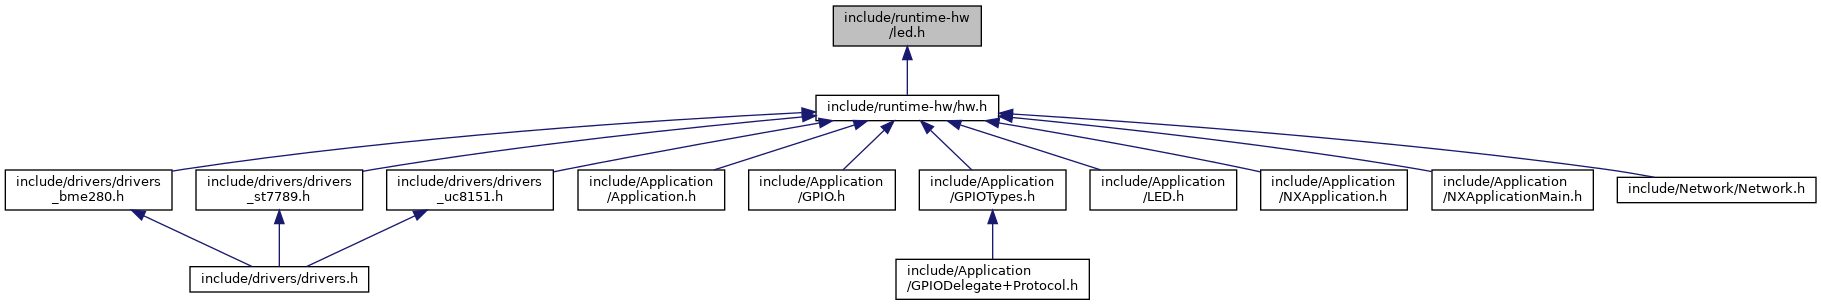 include/runtime-hw
/led.h
include/runtime-hw/hw.h
include/drivers/drivers
_bme280.h
include/drivers/drivers
_st7789.h
include/drivers/drivers
_uc8151.h
include/Application
/Application.h
include/Application
/GPIO.h
include/Application
/GPIOTypes.h
include/Application
/LED.h
include/Application
/NXApplication.h
include/Application
/NXApplicationMain.h
include/Network/Network.h
include/drivers/drivers.h
include/Application
/GPIODelegate+Protocol.h